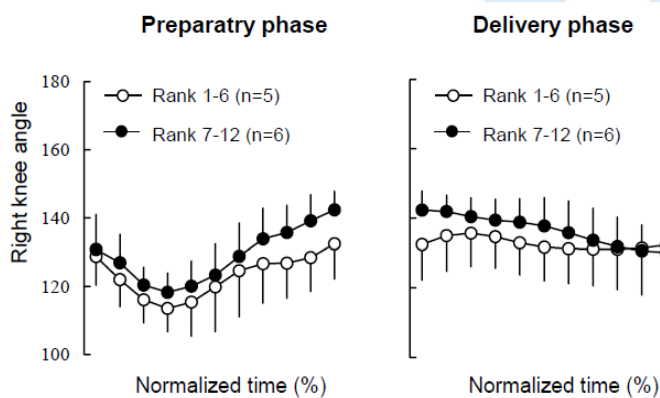 Preparatry phase
Delivery phase
180
160
140
120
100
Right knee angle
Rank 1-6 (n=5)
Rank 7-12 (n=6)
Rank 1-6 (n=5)
Rank 7-12 (n=6)
Normalized time (%)
Normalized time (%)